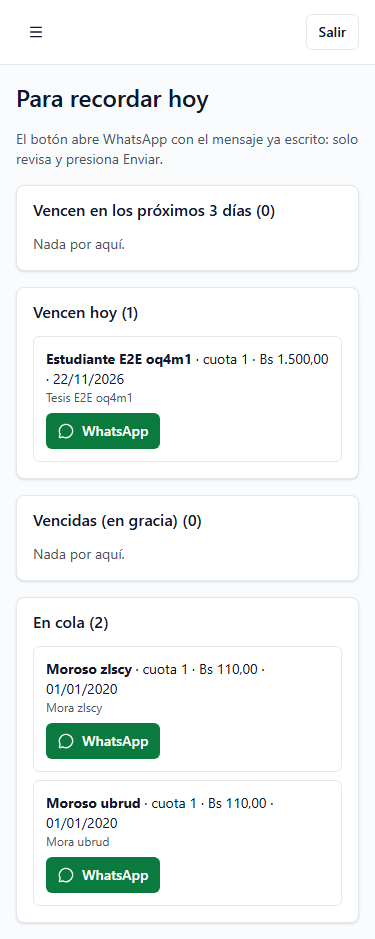 Salir
Para recordar hoy
El botón abre WhatsApp con el mensaje ya escrito: solo
revisa y presiona Enviar.
Vencen en los próximos 3 días (0)
Nada por aquí.
Vencen hoy (1)
Estudiante E2E oq4m1 · cuota 1 · Bs 1.500,00
· 22/11/2026
Tesis E2E oq4m1
WhatsApp
Vencidas (en gracia) (0)
Nada por aquí.
En cola (2)
Moroso zlscy · cuota 1 · Bs 110,00 ·
01/01/2020
Mora zlscy
WhatsApp
Moroso ubrud · cuota 1 · Bs 110,00 ·
01/01/2020
Mora ubrud
WhatsApp